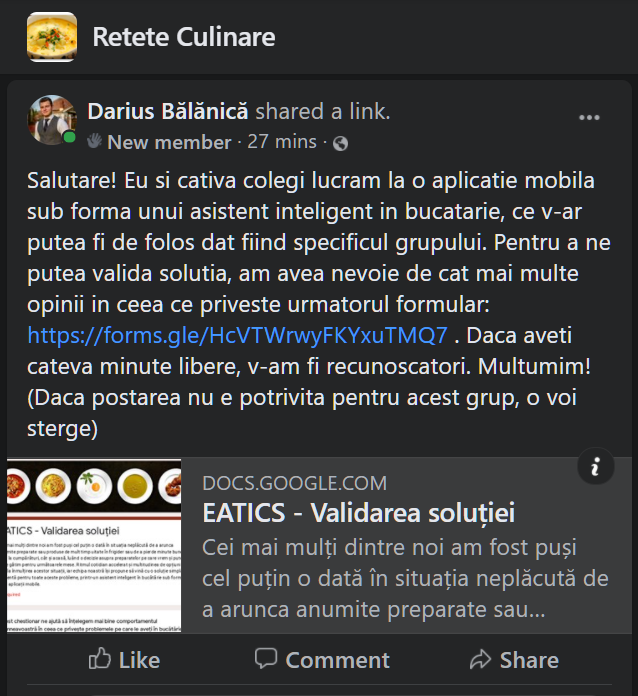 Retete Culinare
Darius Bălănică shared a link.
New member · 27 mins ·
Salutare! Eu si cativa colegi lucram la o aplicatie mobila
sub forma unui asistent inteligent in bucatarie, ce v-ar
putea fi de folos dat fiind specificul grupului. Pentru a ne
putea valida solutia, am avea nevoie de cat mai multe
opinii in ceea ce priveste urmatorul formular:
https://forms.gle/HcVTWrwyFKYxuTMQ7 . Daca aveti
cateva minute libere, v-am fi recunoscatori. Multumim!
(Daca postarea nu e potrivita pentru acest grup, o voi
sterge)
EATICS - Validarea soluției
DOCS.GOOGLE.COM
EATICS - Validarea soluției
Cei mai mulți dintre noi am fost puși
cel puțin o dată în situația neplăcută de
a arunca anumite preparate sau...
Like Comment Share